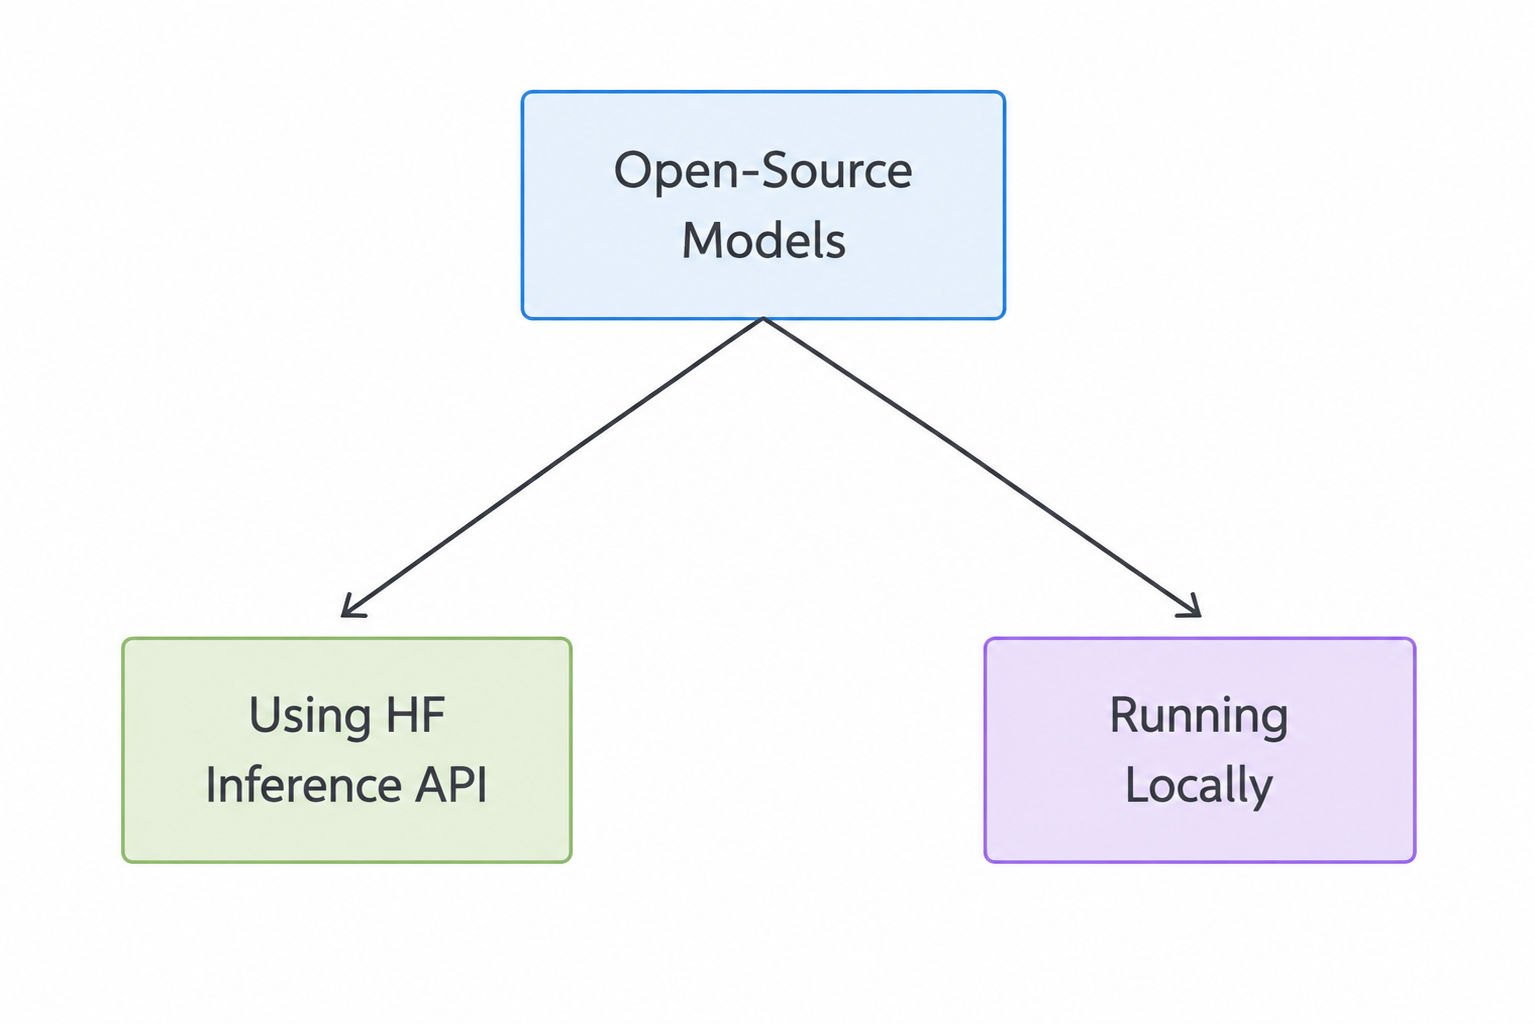 Open-Source
Models
Using HF
Inference API
Running
Locally